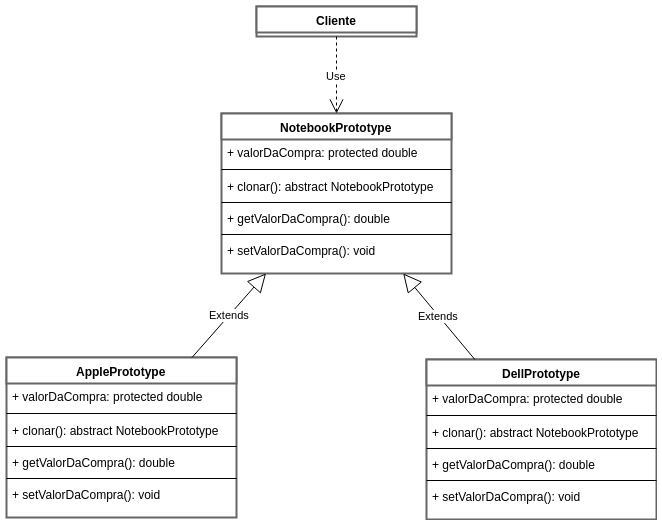 Cliente
Use
NotebookPrototype
+ valorDaCompra: protected double
+ clonar(): abstract NotebookPrototype
+ getValorDaCompra(): double
+ setValorDaCompra(): void
Extends
Extends
ApplePrototype
+ valorDaCompra: protected double
+ clonar(): abstract NotebookPrototype
+ getValorDaCompra(): double
+ setValorDaCompra(): void
DellPrototype
+ valorDaCompra: protected double
+ clonar(): abstract NotebookPrototype
+ getValorDaCompra(): double
+ setValorDaCompra(): void